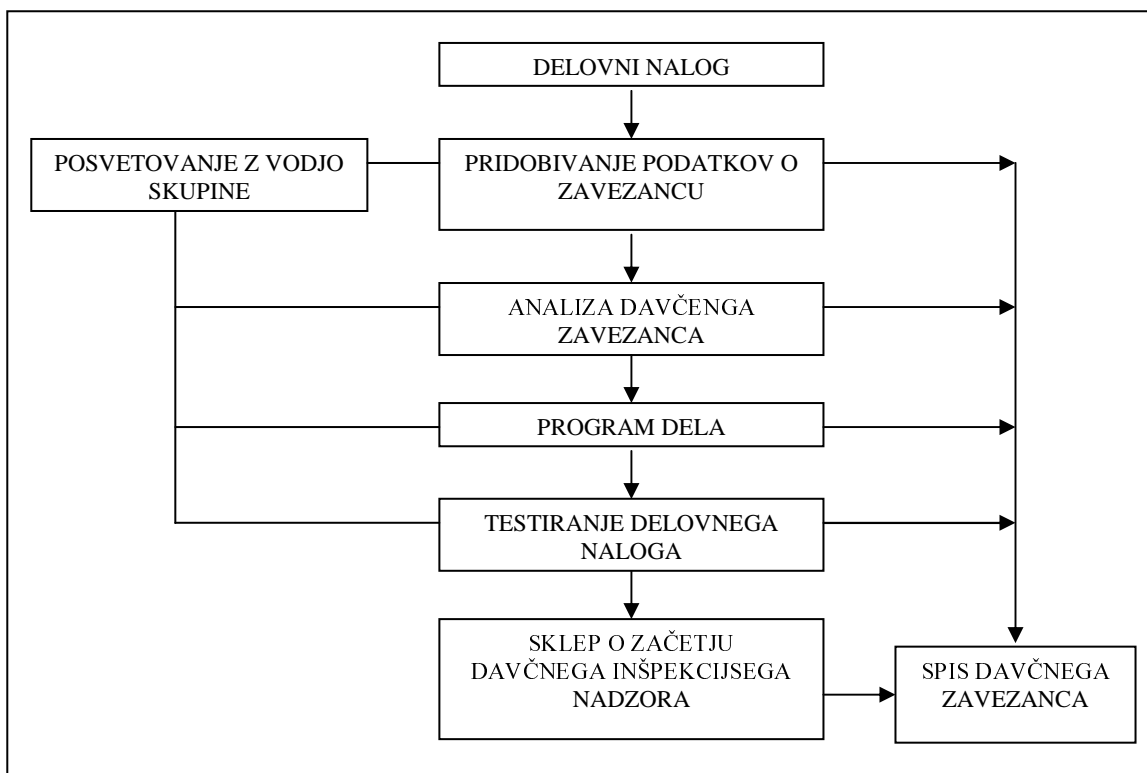 DELOVNI NALOG
POSVETOVANJE Z VODJO
SKUPINE
PRIDOBIVANJE PODATKOV O
ZAVEZANCU
ANALIZA DAVČENGA
ZAVEZANCA
PROGRAM DELA
TESTIRANJE DELOVNEGA
NALOGA
SKLEP O ZAČETJU
DAVČNEGA INŠPEKCIJSEGA
NADZORA
SPIS DAVČNEGA
ZAVEZANCA